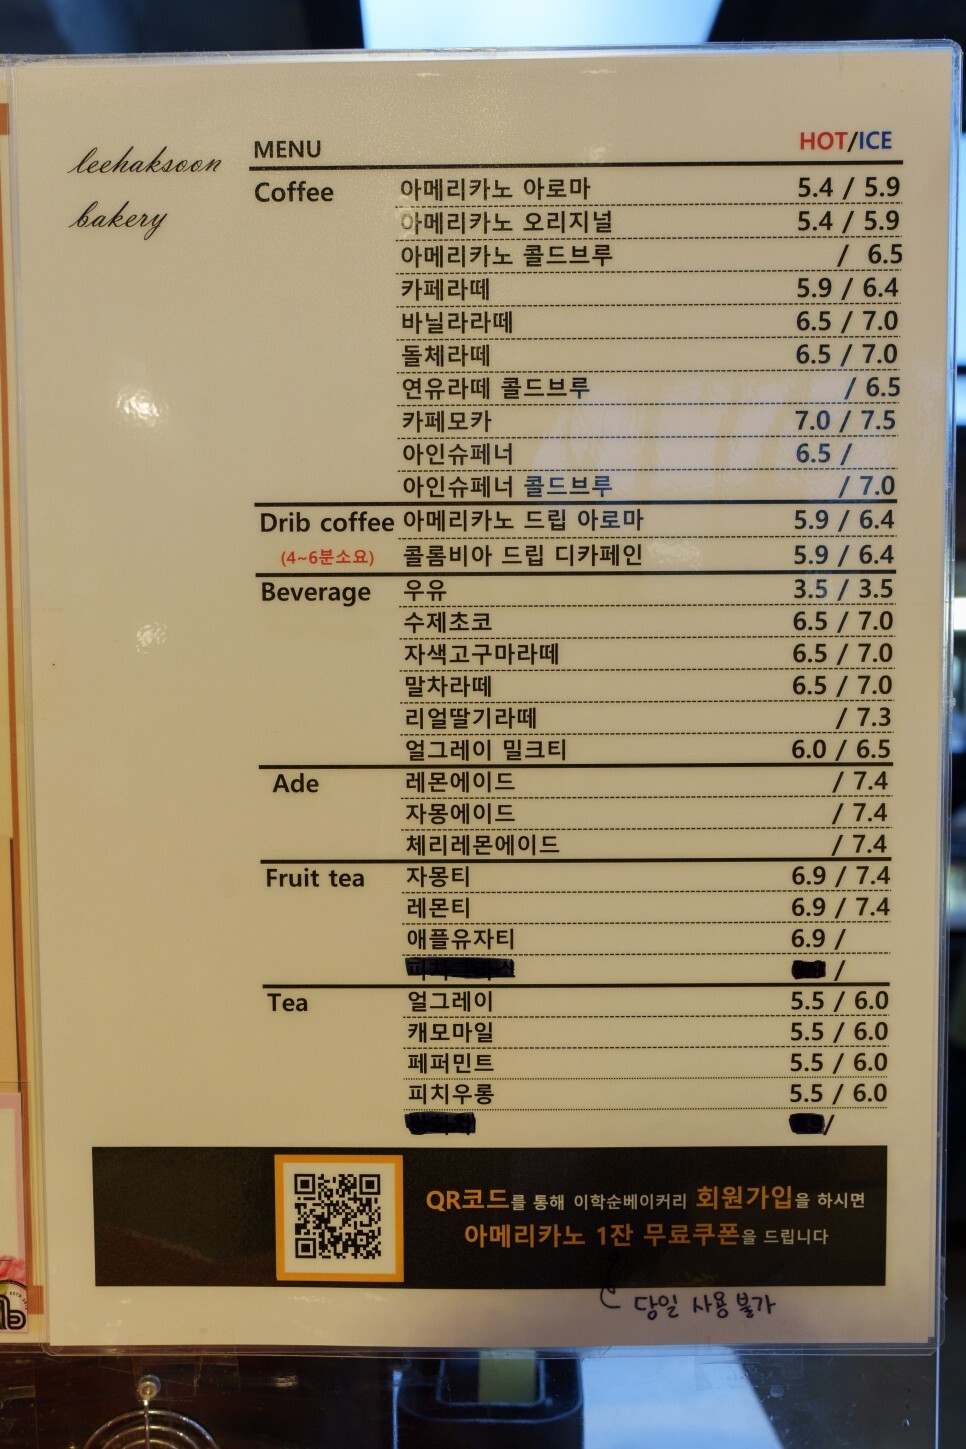 leehaksoon
bakery
MENU HOT/ICE
Coffee 아메리카노 아로마 5.4 / 5.9
아메리카노 오리지널 5.4 / 5.9
아메리카노 콜드브루 / 6.5
카페라떼 5.9 / 6.4
바닐라라떼 6.5 / 7.0
돌체라떼 6.5 / 7.0
연유라떼 콜드브루 / 6.5
카페모카 7.0 / 7.5
아인슈페너 6.5 /
아인슈페너 콜드브루 / 7.0
Drib coffee 아메리카노 드립 아로마 5.9 / 6.4
(4~6분소요) 콜롬비아 드립 디카페인 5.9 / 6.4
Beverage 우유 3.5 / 3.5
수제초코 6.5 / 7.0
자색고구마라떼 6.5 / 7.0
말차라떼 6.5 / 7.0
리얼딸기라떼 / 7.3
얼그레이 밀크티 6.0 / 6.5
Ade 레몬에이드 / 7.4
자몽에이드 / 7.4
체리레몬에이드 / 7.4
Fruit tea 자몽티 6.9 / 7.4
레몬티 6.9 / 7.4
애플유자티 6.9 /
/
Tea 얼그레이 5.5 / 6.0
캐모마일 5.5 / 6.0
페퍼민트 5.5 / 6.0
피치우롱 5.5 / 6.0
/
QR코드를 통해 이학순베이커리 회원가입을 하시면
아메리카노 1잔 무료쿠폰을 드립니다
당일 사용 불가